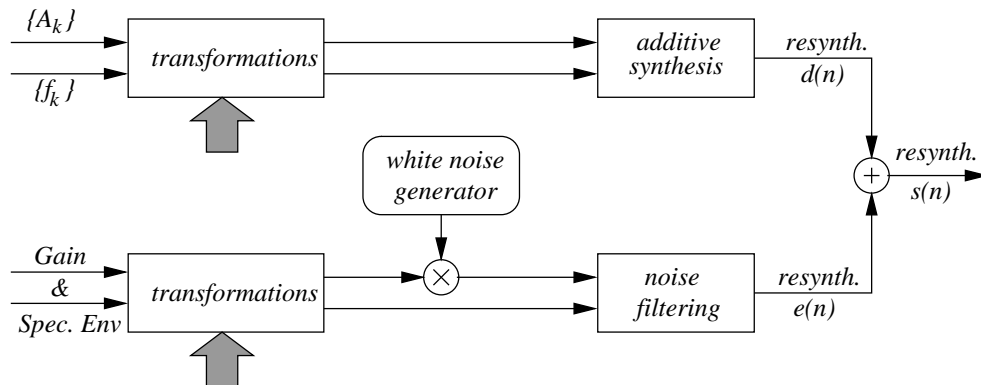 {A_k}
{f_k}
transformations
additive
synthesis
resynth.
d(n)
white noise
generator
+
resynth.
s(n)
Gain
&
Spec. Env
transformations
×
noise
filtering
resynth.
e(n)